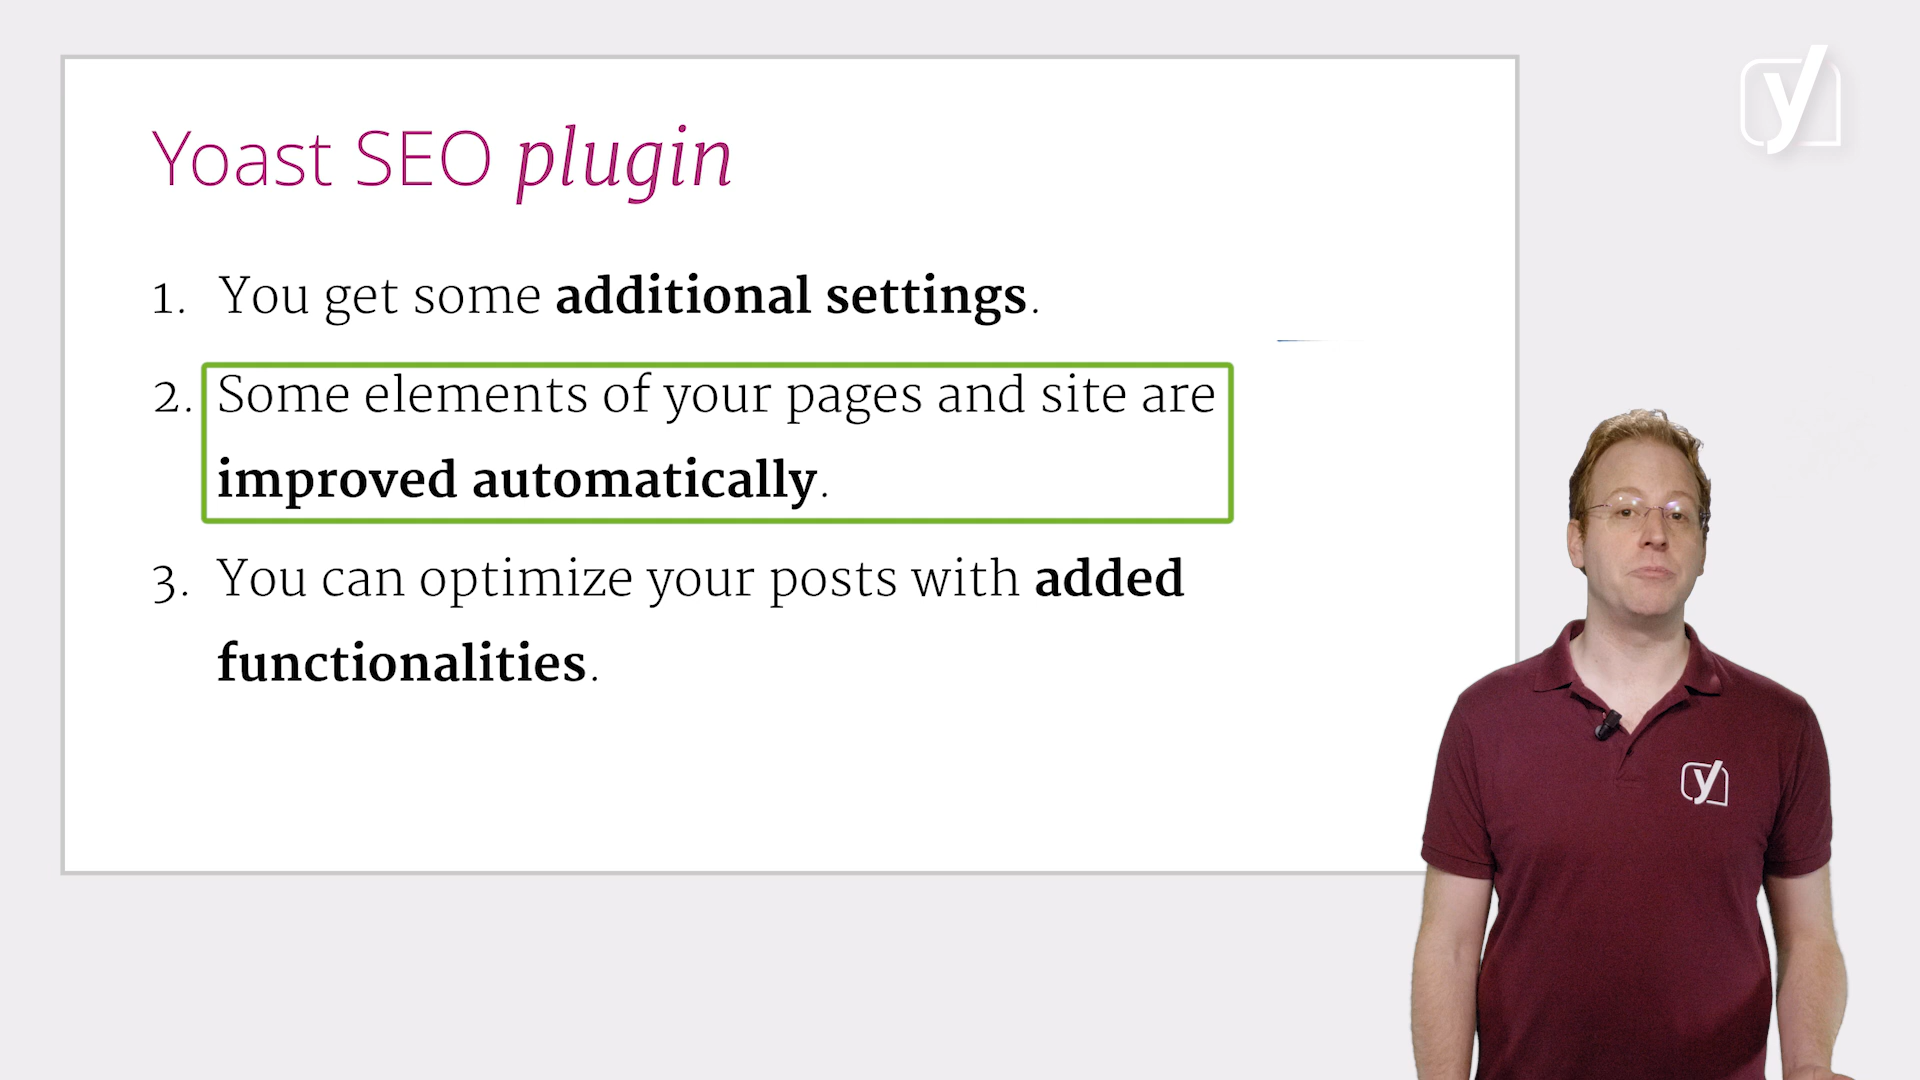 y
Yoast SEO plugin
1. You get some additional settings.
2. Some elements of your pages and site are
improved automatically.
3. You can optimize your posts with added
functionalities.
y